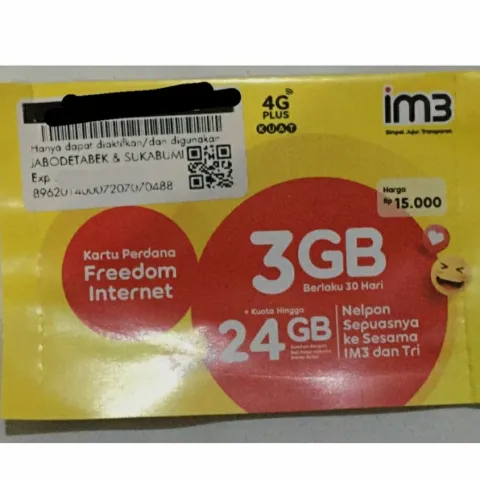 Hanya dapat diaktifkan/dan digunakan
JABODETABEK & SUKABUMI
Exp
89620140007207070488
4G
PLUS
KUAT
im3
Simpel Jujur Transparan
Harga
Rp 15.000
Kartu Perdana
Freedom
Internet
3GB
Berlaku 30 Hari
+ Kuota Hingga
24GB
Nelpon
Sepuasnya
ke Sesama
IM3 dan Tri